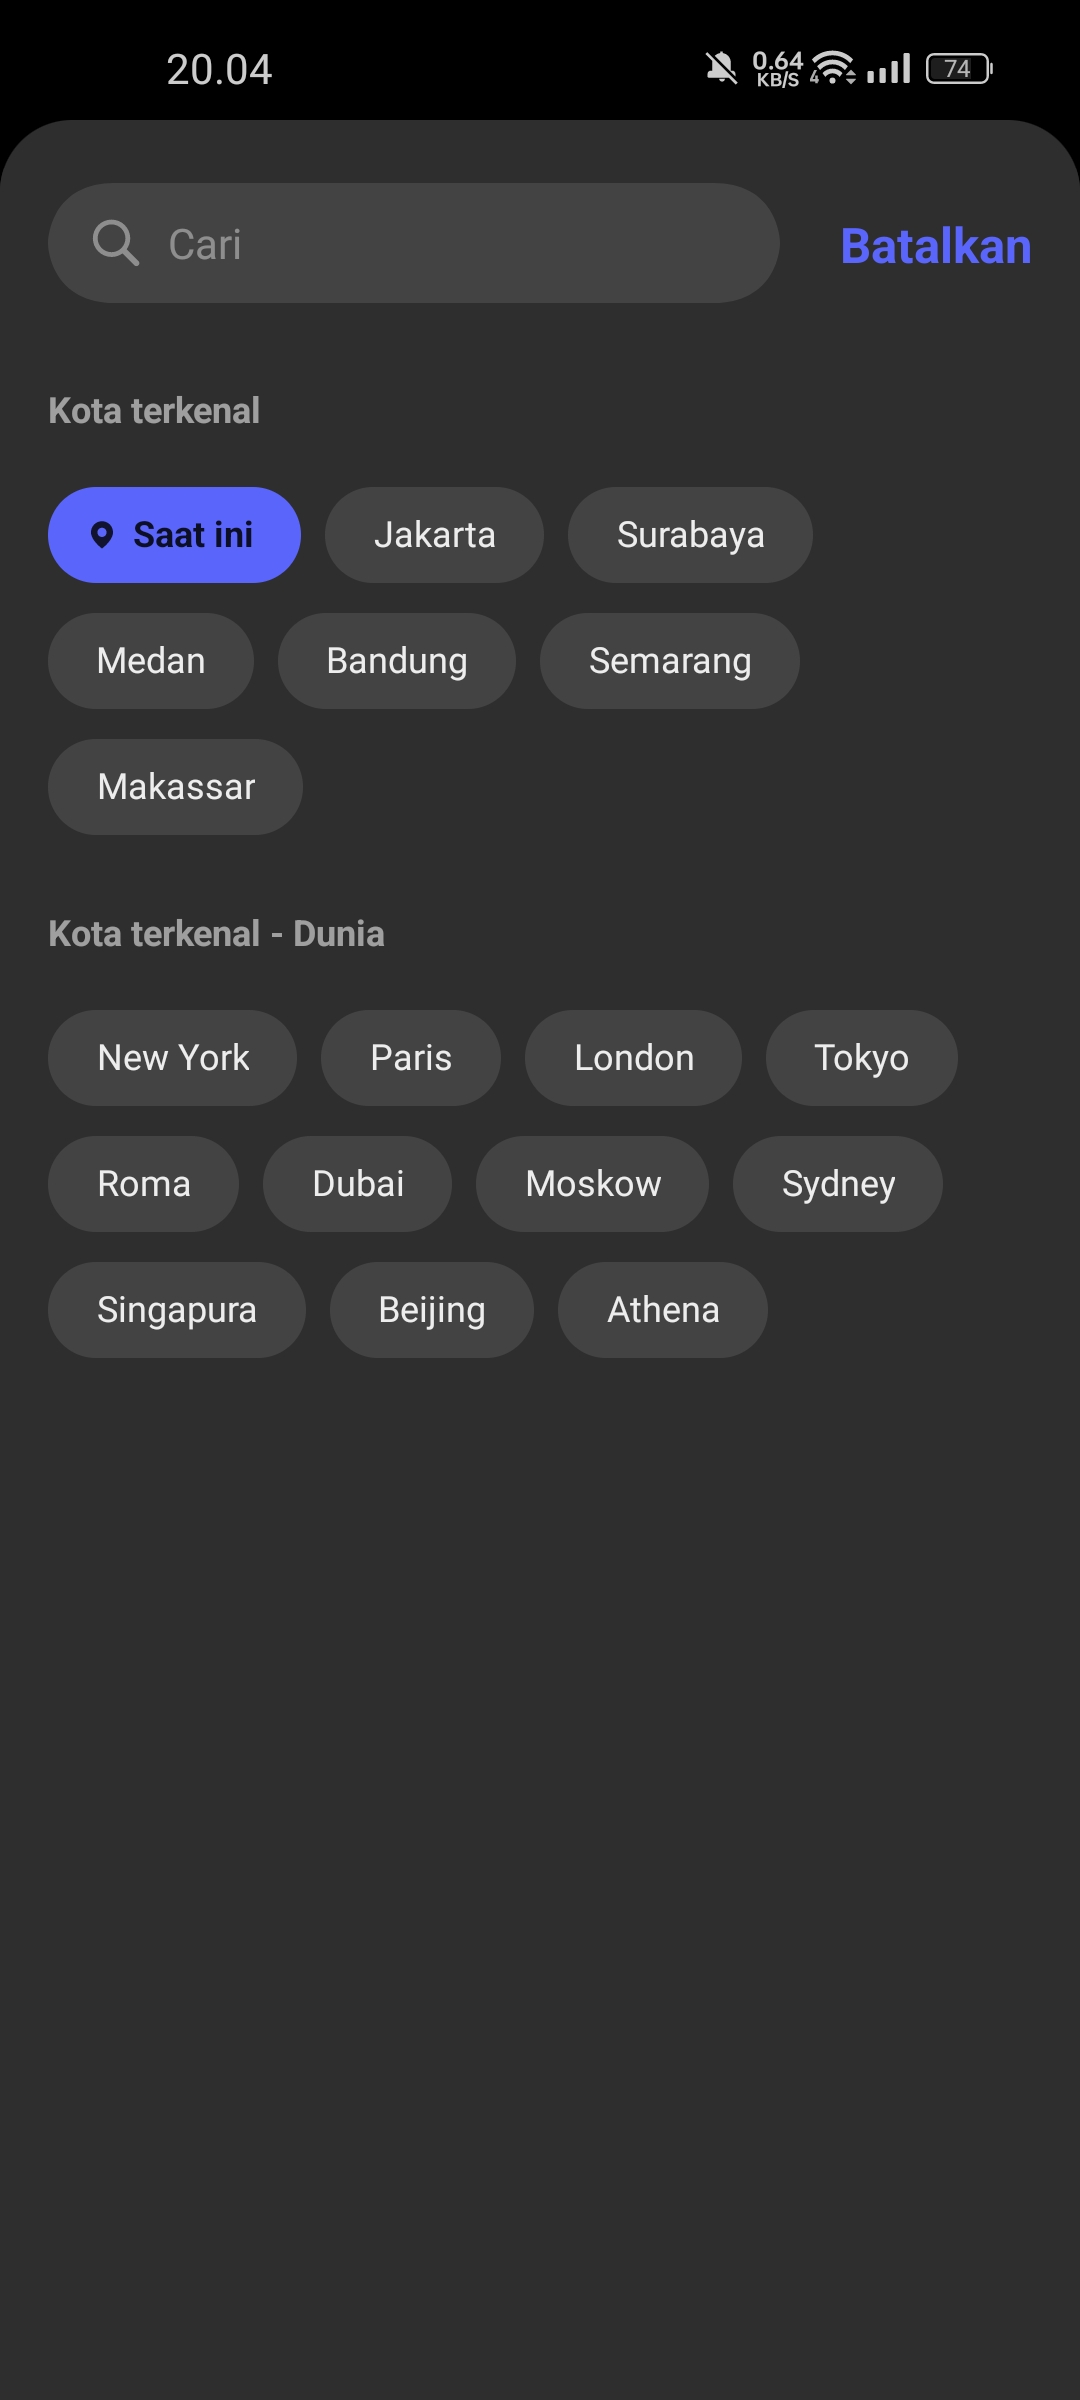 20.04 0.64 KB/S 4 74
Cari Batalkan
Kota terkenal
Saat ini Jakarta Surabaya
Medan Bandung Semarang
Makassar
Kota terkenal - Dunia
New York Paris London Tokyo
Roma Dubai Moskow Sydney
Singapura Beijing Athena